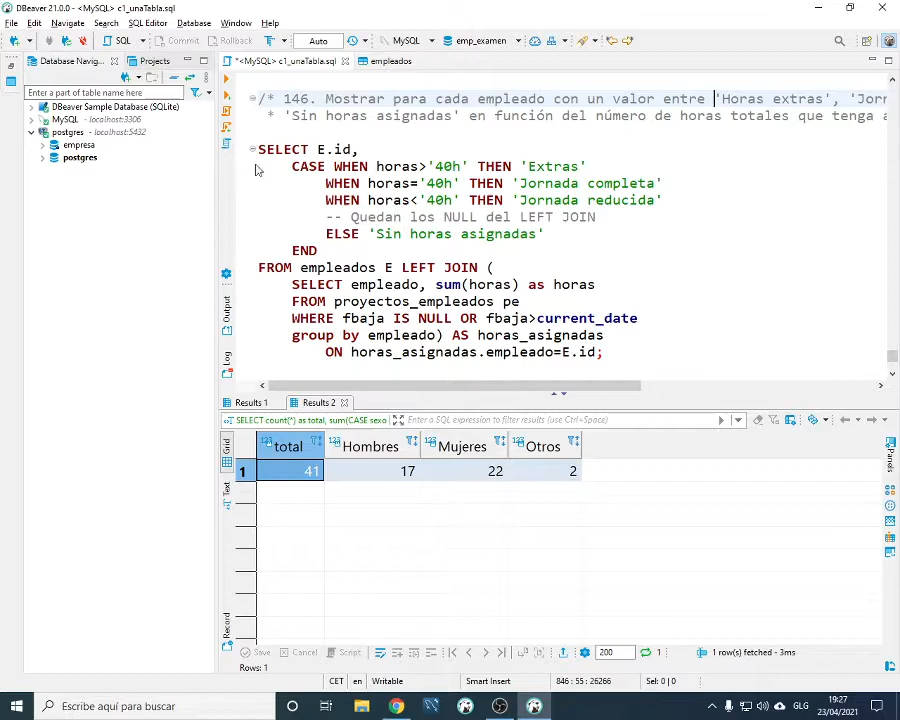 DBeaver 21.0.0 - <MySQL> c1_unaTabla.sql
File Edit Navigate Search SQL Editor Database Window Help
SQL Commit Rollback Auto MySQL emp_examen
Database Navig... Projects
*<MySQL> c1_unaTabla.sql empleados
Enter a part of table name here
DBeaver Sample Database (SQLite)
MySQL - localhost:3306
postgres - localhost:5432
empresa
postgres
/* 146. Mostrar para cada empleado con un valor entre 'Horas extras', 'Jorn
* 'Sin horas asignadas' en función del número de horas totales que tenga a
SELECT E.id,
CASE WHEN horas>'40h' THEN 'Extras'
WHEN horas='40h' THEN 'Jornada completa'
WHEN horas<'40h' THEN 'Jornada reducida'
-- Quedan los NULL del LEFT JOIN
ELSE 'Sin horas asignadas'
END
FROM empleados E LEFT JOIN (
SELECT empleado, sum(horas) as horas
FROM proyectos_empleados pe
WHERE fbaja IS NULL OR fbaja>current_date
group by empleado) AS horas_asignadas
ON horas_asignadas.empleado=E.id;
Output
Log
Results 1 Results 2
SELECT count(*) as total, sum(CASE sexo Enter a SQL expression to filter results (use Ctrl+Space)
Grid
Text
Record
Panels
total Hombres Mujeres Otros
1 41 17 22 2
Save Cancel Script 200 1 1 row(s) fetched - 3ms
Rows: 1
CET en Writable Smart Insert 846 : 55 : 26266 Sel: 0 | 0
Escribe aquí para buscar
GLG
19:27
23/04/2021